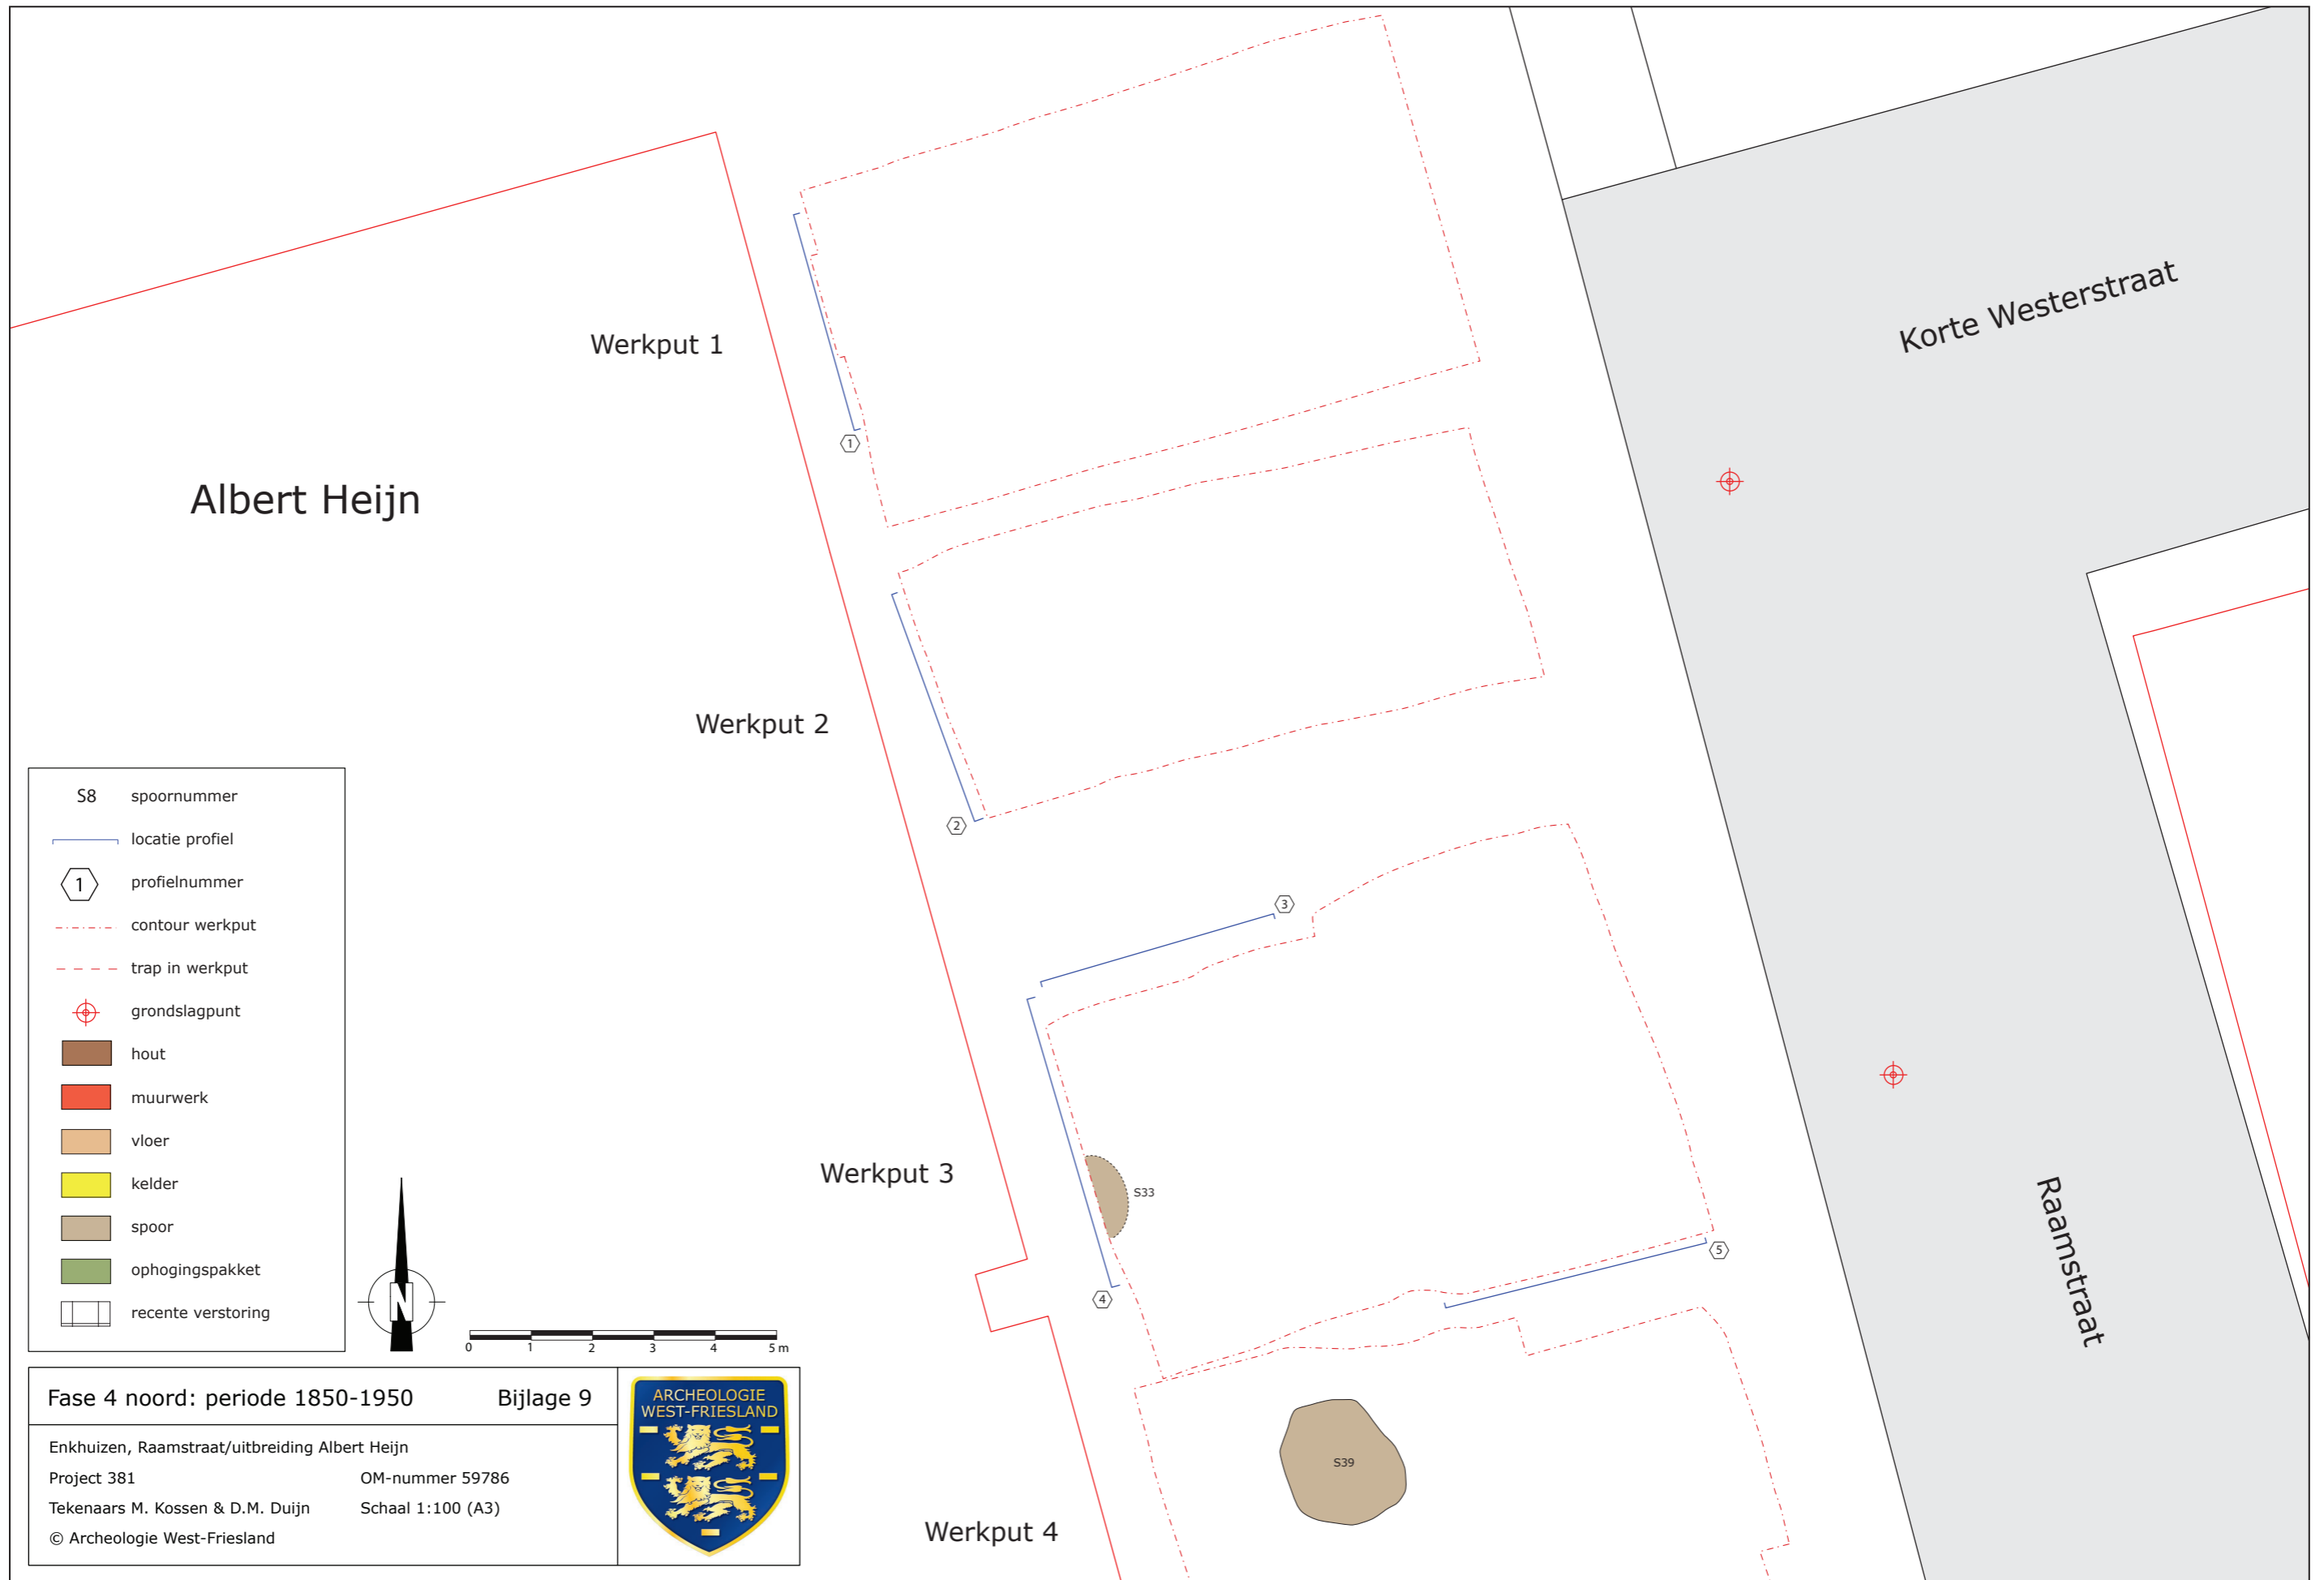 Korte Westerstraat
Werkput 1
1
Albert Heijn
Werkput 2
2
3
Werkput 3
S33
4
5
Raamstraat
S39
Werkput 4
S8 spoornummer
locatie profiel
1 profielnummer
contour werkput
trap in werkput
grondslagpunt
hout
muurwerk
vloer
kelder
spoor
ophogingspakket
recente verstoring
N
0 1 2 3 4 5 m
Fase 4 noord: periode 1850-1950 Bijlage 9
Enkhuizen, Raamstraat/uitbreiding Albert Heijn
Project 381 OM-nummer 59786
Tekenaars M. Kossen & D.M. Duijn Schaal 1:100 (A3)
© Archeologie West-Friesland
ARCHEOLOGIE
WEST-FRIESLAND